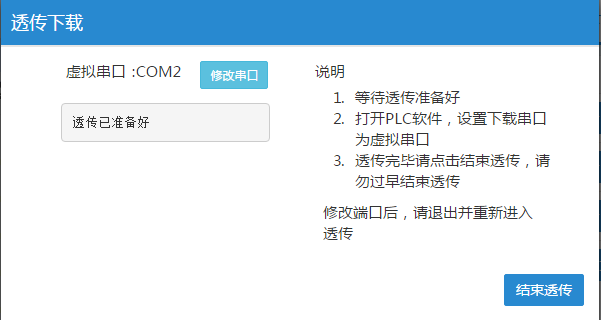 透传下载
虚拟串口 :COM2
修改串口
透传已准备好
说明
1. 等待透传准备好
2. 打开PLC软件，设置下载串口
为虚拟串口
3. 透传完毕请点击结束透传，请
勿过早结束透传
修改端口后，请退出并重新进入
透传
结束透传